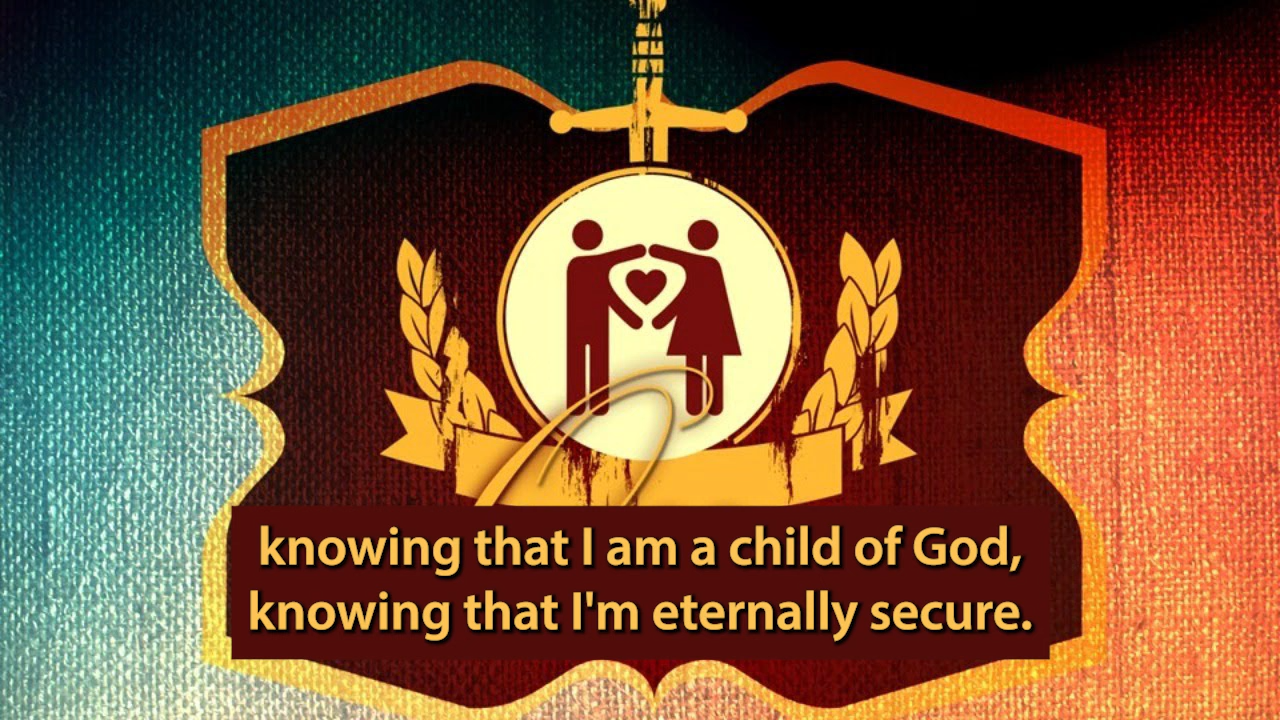 knowing that I am a child of God,
knowing that I'm eternally secure.